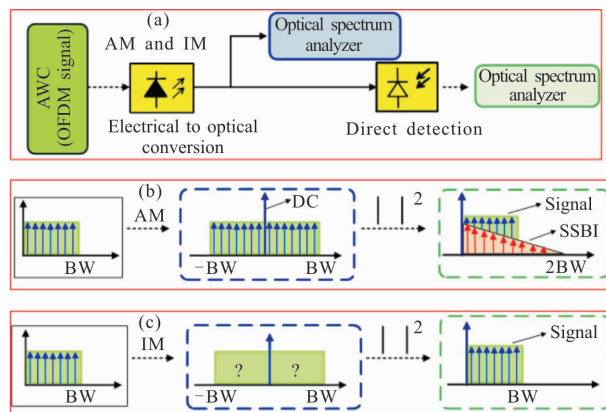 (a)
AM and IM
AWC
(OFDM signal)
Optical spectrum
analyzer
Optical spectrum
analyzer
Electrical to optical
conversion
Direct detection
(b)
AM
BW
DC
−BW
BW
| |²
Signal
SSBI
2BW
(c)
IM
BW
? ?
−BW
BW
| |²
Signal
BW